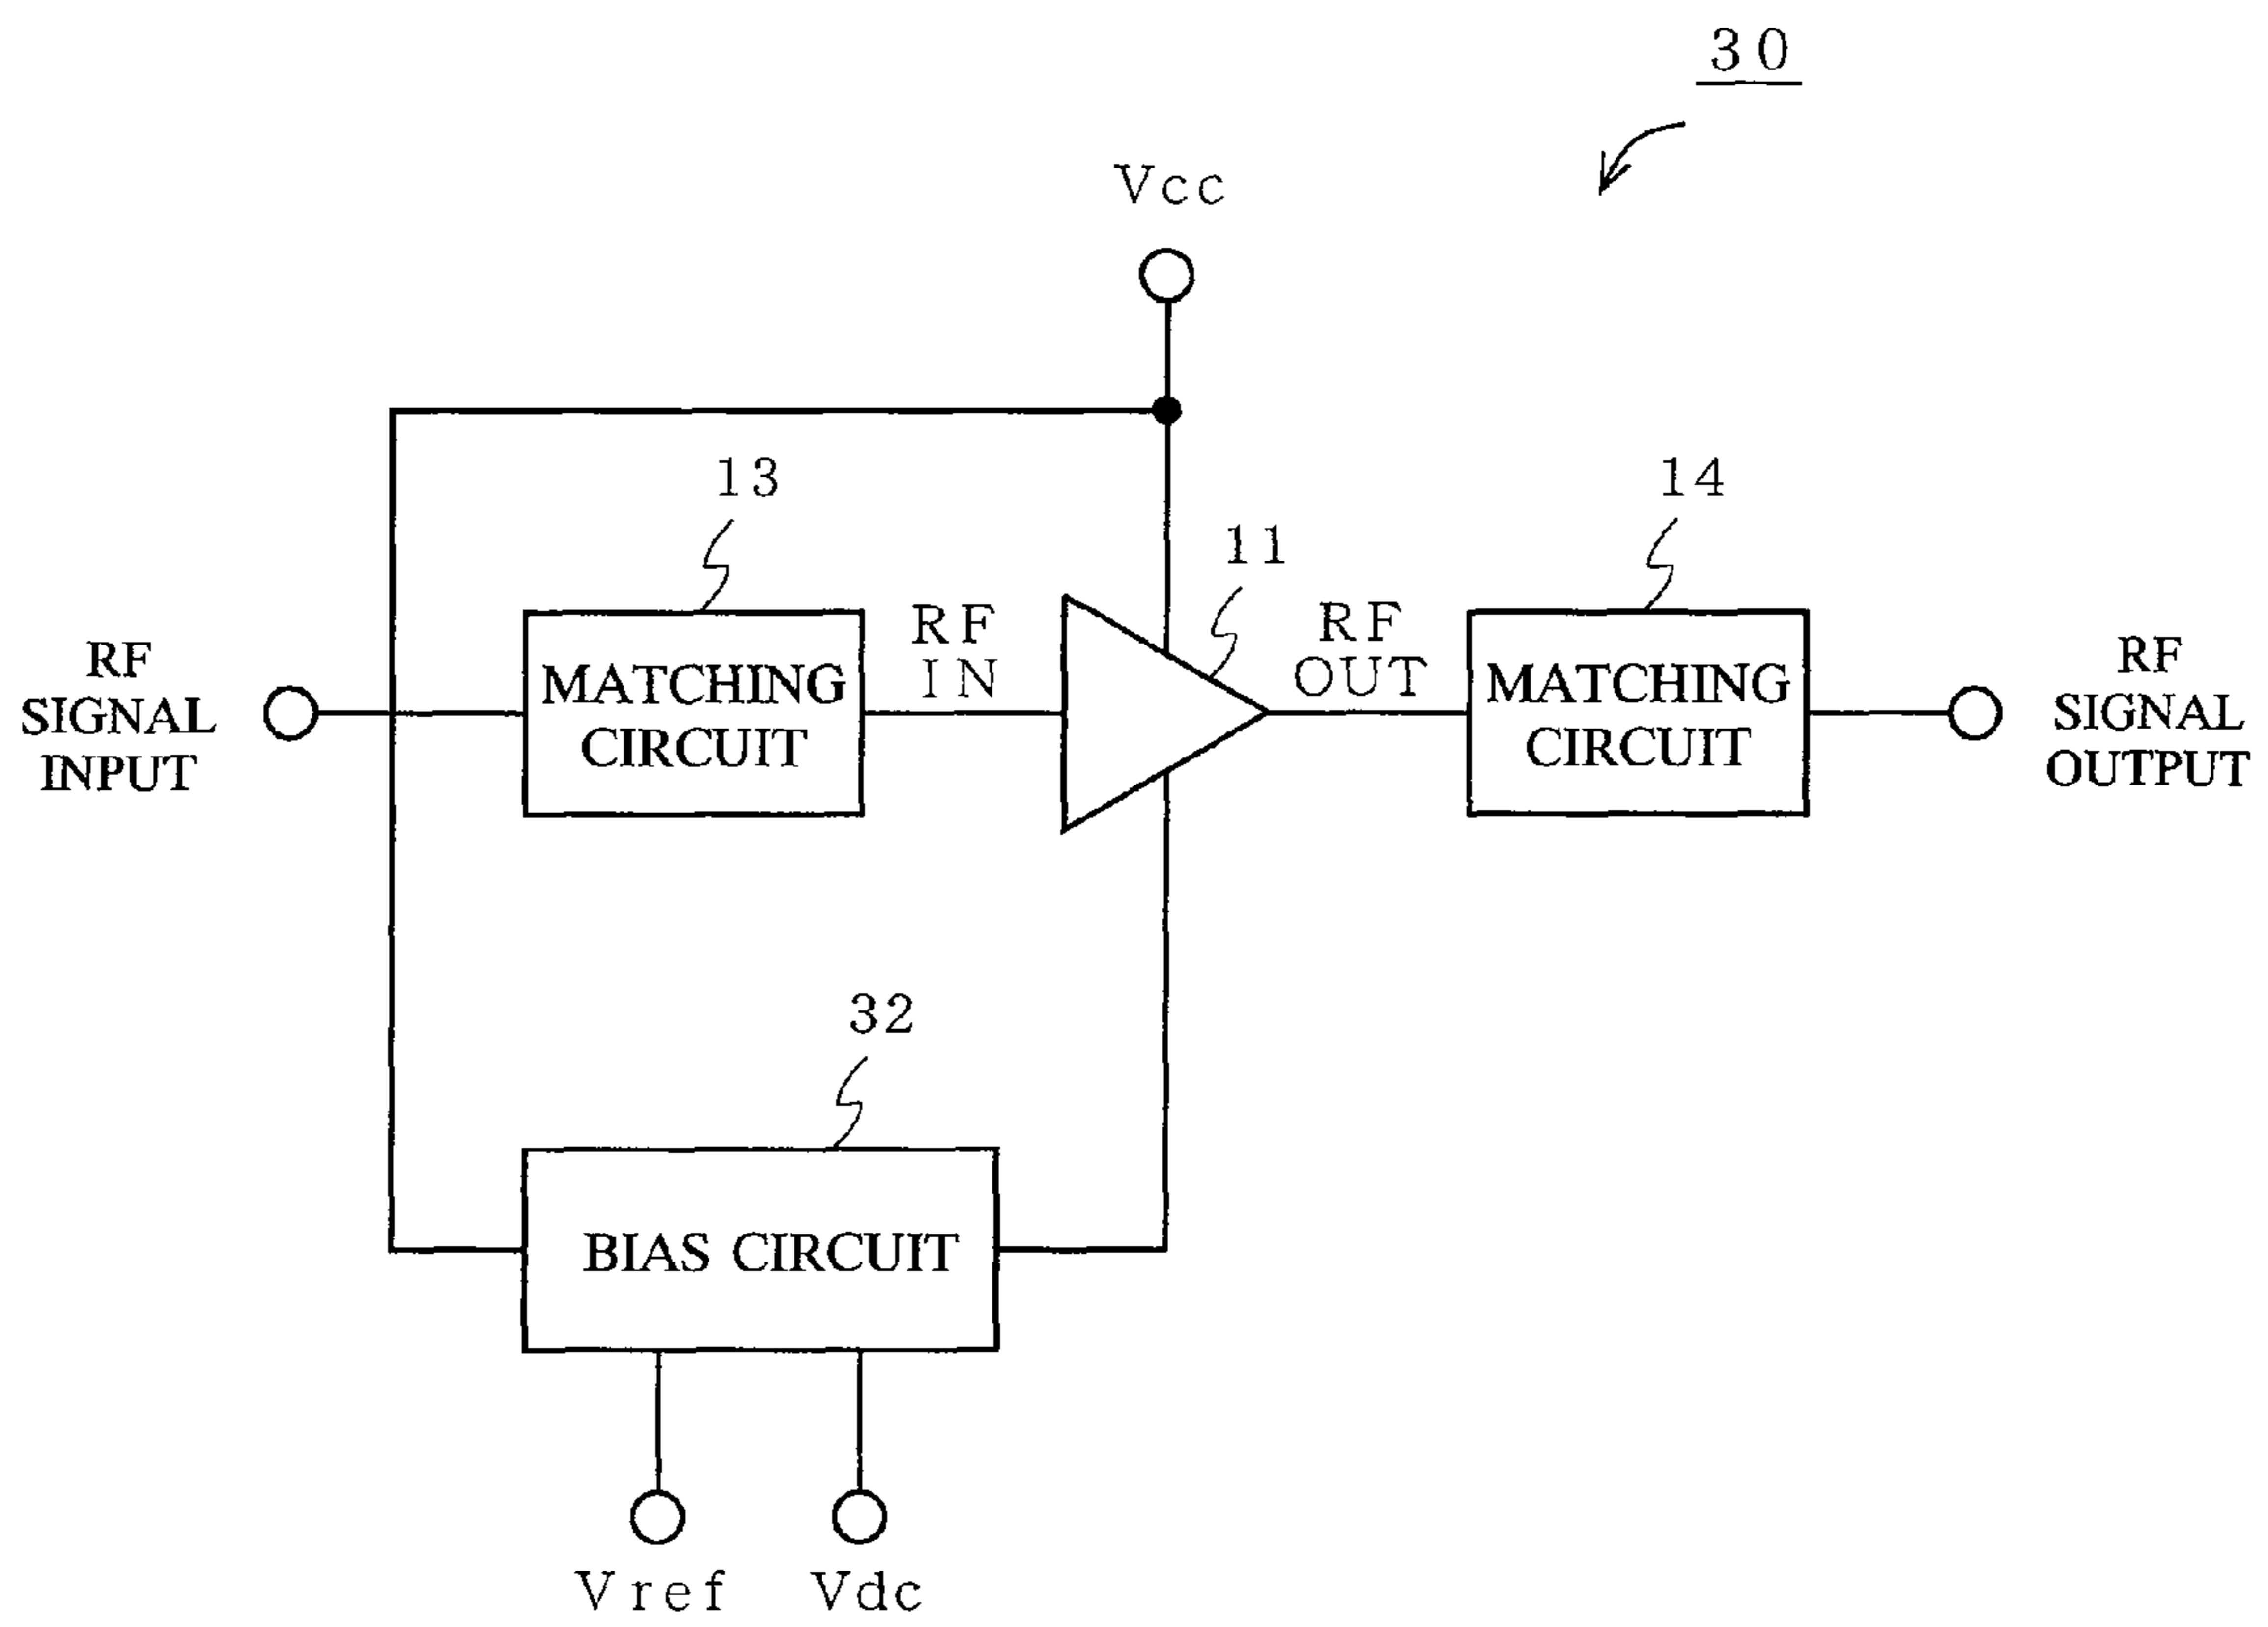 30
Vcc
13
14
11
RF
IN
RF
OUT
RF
SIGNAL
INPUT
MATCHING
CIRCUIT
MATCHING
CIRCUIT
RF
SIGNAL
OUTPUT
32
BIAS CIRCUIT
Vref
Vdc